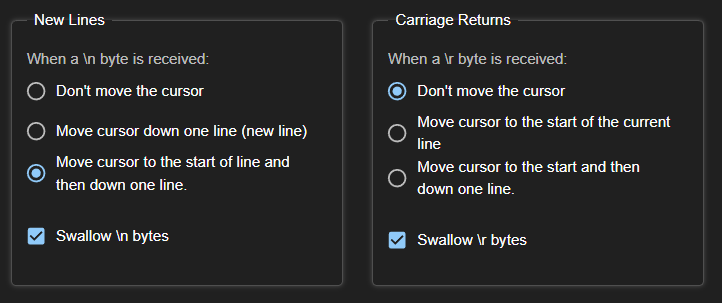 New Lines
When a \n byte is received:
Don't move the cursor
Move cursor down one line (new line)
Move cursor to the start of line and
then down one line.
Swallow \n bytes
Carriage Returns
When a \r byte is received:
Don't move the cursor
Move cursor to the start of the current
line
Move cursor to the start and then
down one line.
Swallow \r bytes